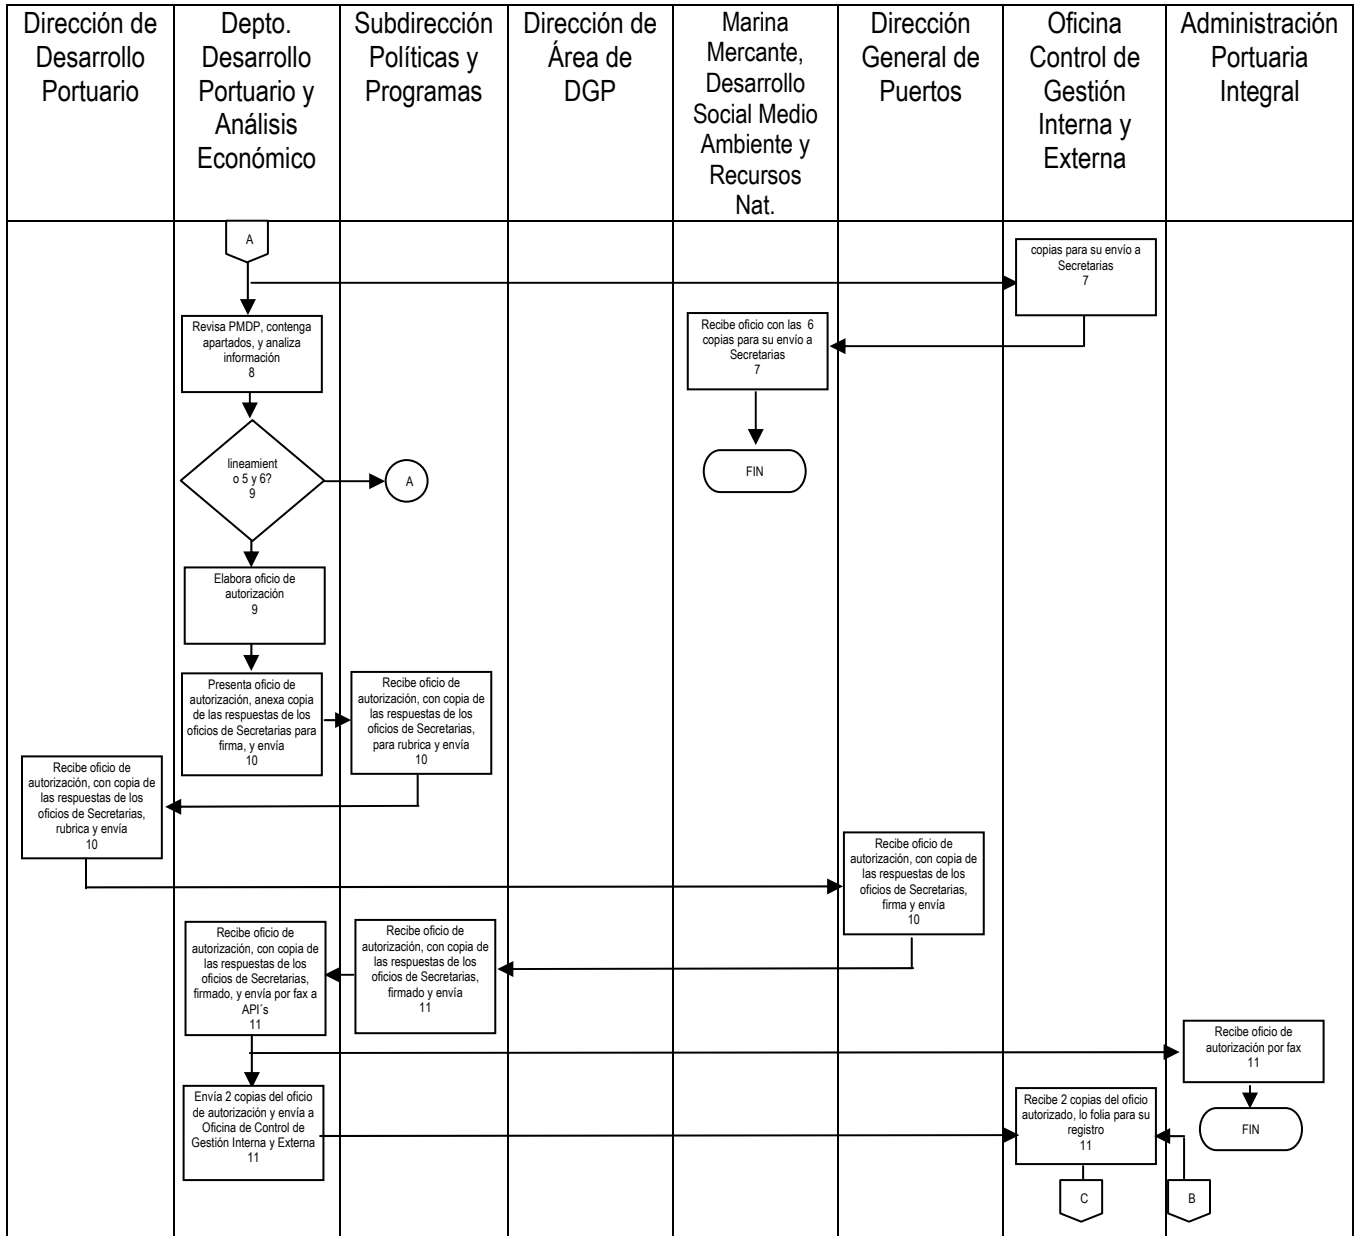 Dirección de
Desarrollo
Portuario
Depto.
Desarrollo
Portuario y
Análisis
Económico
Subdirección
Políticas y
Programas
Dirección de
Área de
DGP
Marina
Mercante,
Desarrollo
Social Medio
Ambiente y
Recursos
Nat.
Dirección
General de
Puertos
Oficina
Control de
Gestión
Interna y
Externa
Administración
Portuaria
Integral
A
copias para su envío a
Secretarias
7
Revisa PMDP, contenga
apartados, y analiza
información
8
Recibe oficio con las 6
copias para su envío a
Secretarias
7
lineamient
o 5 y 6?
9
A
FIN
Elabora oficio de
autorización
9
Presenta oficio de
autorización, anexa copia
de las respuestas de los
oficios de Secretarias para
firma, y envía
10
Recibe oficio de
autorización, con copia de
las respuestas de los
oficios de Secretarias,
para rubrica y envía
10
Recibe oficio de
autorización, con copia de
las respuestas de los
oficios de Secretarias,
rubrica y envía
10
Recibe oficio de
autorización, con copia de
las respuestas de los
oficios de Secretarias,
firma y envía
10
Recibe oficio de
autorización, con copia de
las respuestas de los
oficios de Secretarias,
firmado, y envía por fax a
API´s
11
Recibe oficio de
autorización, con copia de
las respuestas de los
oficios de Secretarias,
firmado y envía
11
Recibe oficio de
autorización por fax
11
Envía 2 copias del oficio
de autorización y envía a
Oficina de Control de
Gestión Interna y Externa
11
Recibe 2 copias del oficio
autorizado, lo folia para su
registro
11
FIN
C
B